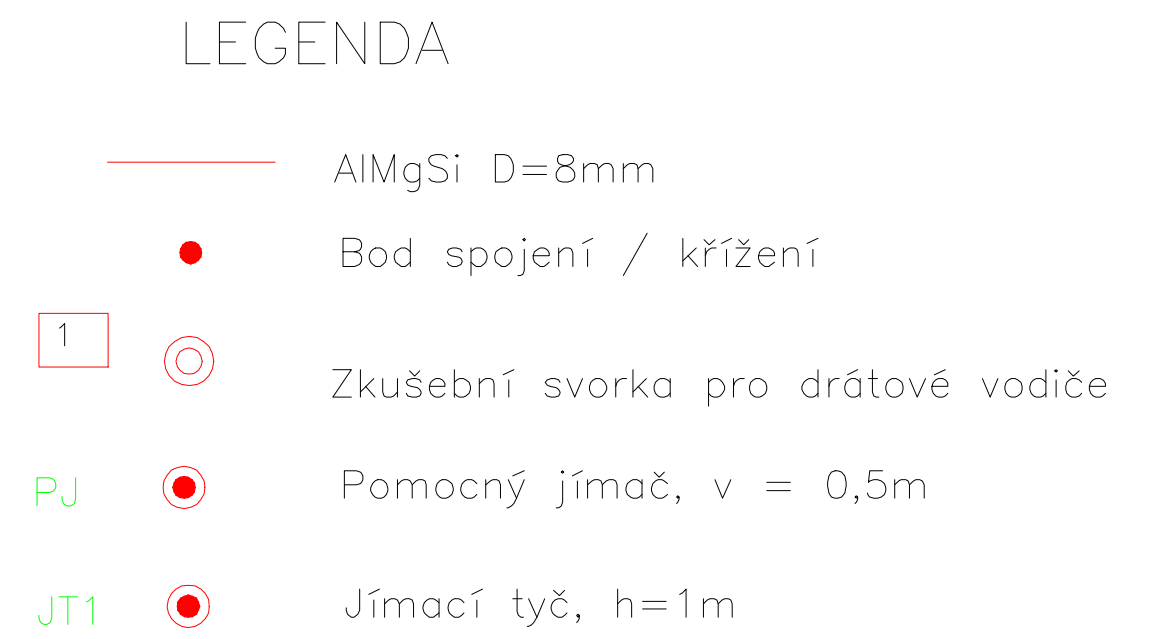 LEGENDA
AlMgSi D=8mm
Bod spojení / křížení
1
Zkušební svorka pro drátové vodiče
PJ Pomocný jímač, v = 0,5m
JT1 Jímací tyč, h=1m